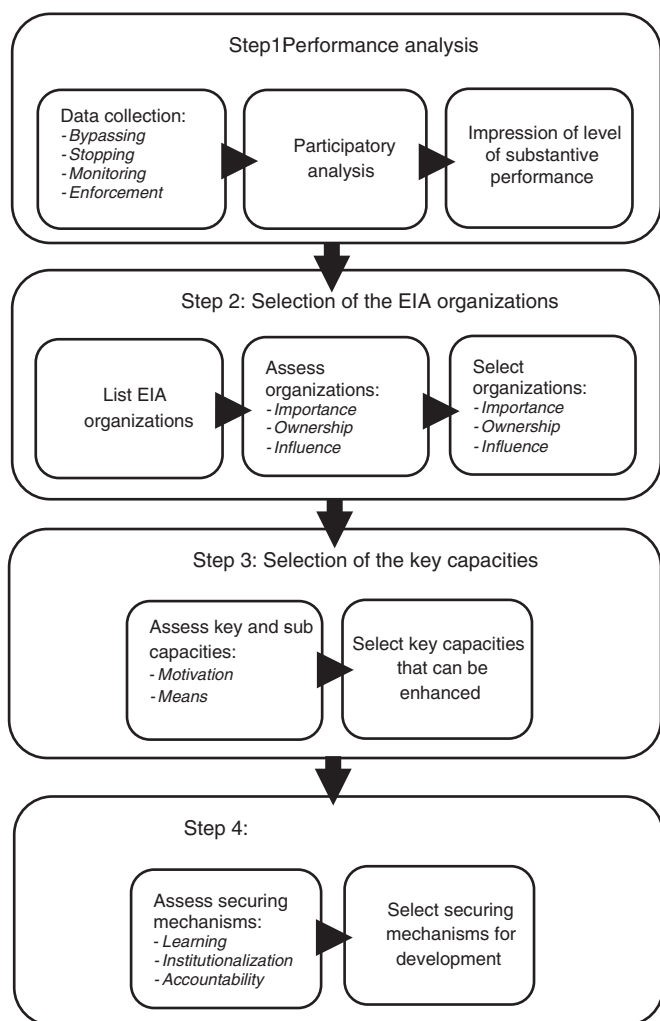 Step1Performance analysis
Data collection:
- Bypassing
- Stopping
- Monitoring
- Enforcement
Participatory
analysis
Impression of level
of substantive
performance
Step 2: Selection of the EIA organizations
List EIA
organizations
Assess
organizations:
- Importance
- Ownership
- Influence
Select
organizations:
- Importance
- Ownership
- Influence
Step 3: Selection of the key capacities
Assess key and sub
capacities:
- Motivation
- Means
Select key capacities
that can be
enhanced
Step 4:
Assess securing
mechanisms:
- Learning
- Institutionalization
- Accountability
Select securing
mechanisms for
development